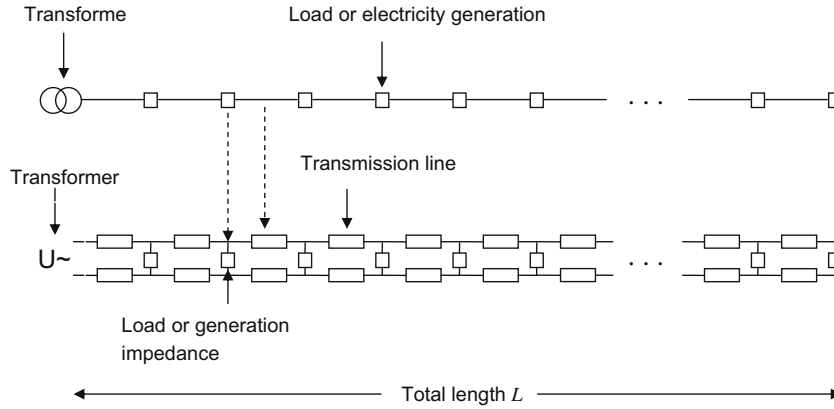 Transforme
Load or electricity generation
. . .
Transformer
Transmission line
U~
. . .
Load or generation
impedance
Total length L